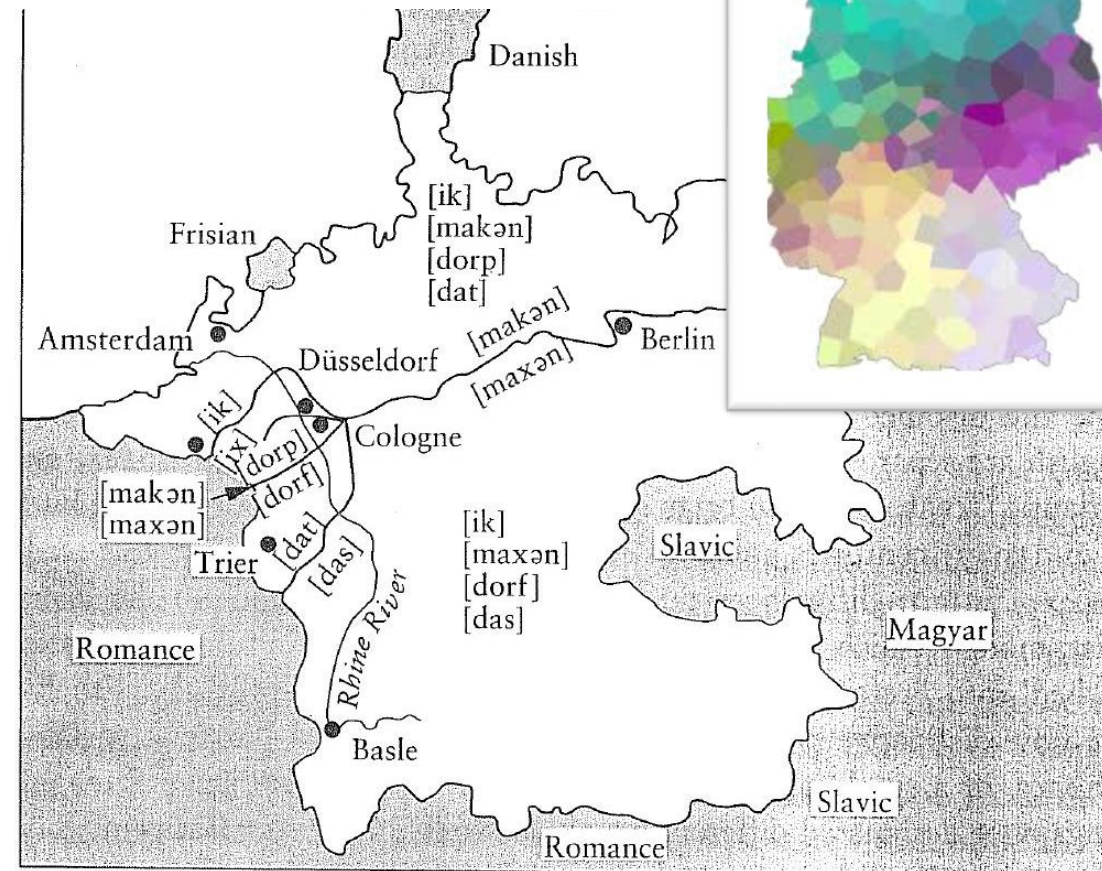 Danish
[ik]
[makən]
[dorp]
[dat]
Frisian
Amsterdam
[makən]
[maxən]
Berlin
Düsseldorf
[ik]
[ix]
[dorp]
[dorf]
Cologne
[makən]
[maxən]
Trier
[dat]
[das]
[ik]
[maxən]
[dorf]
[das]
Slavic
Romance
Rhine River
Magyar
Basle
Slavic
Romance